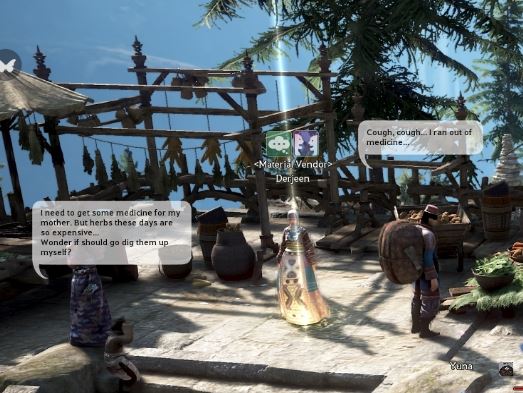 Cough, cough... I ran out of
medicine...
<Material Vendor>
Derjeen
I need to get some medicine for my
mother. But herbs these days are
so expensive...
Wonder if should go dig them up
myself?
Yuna